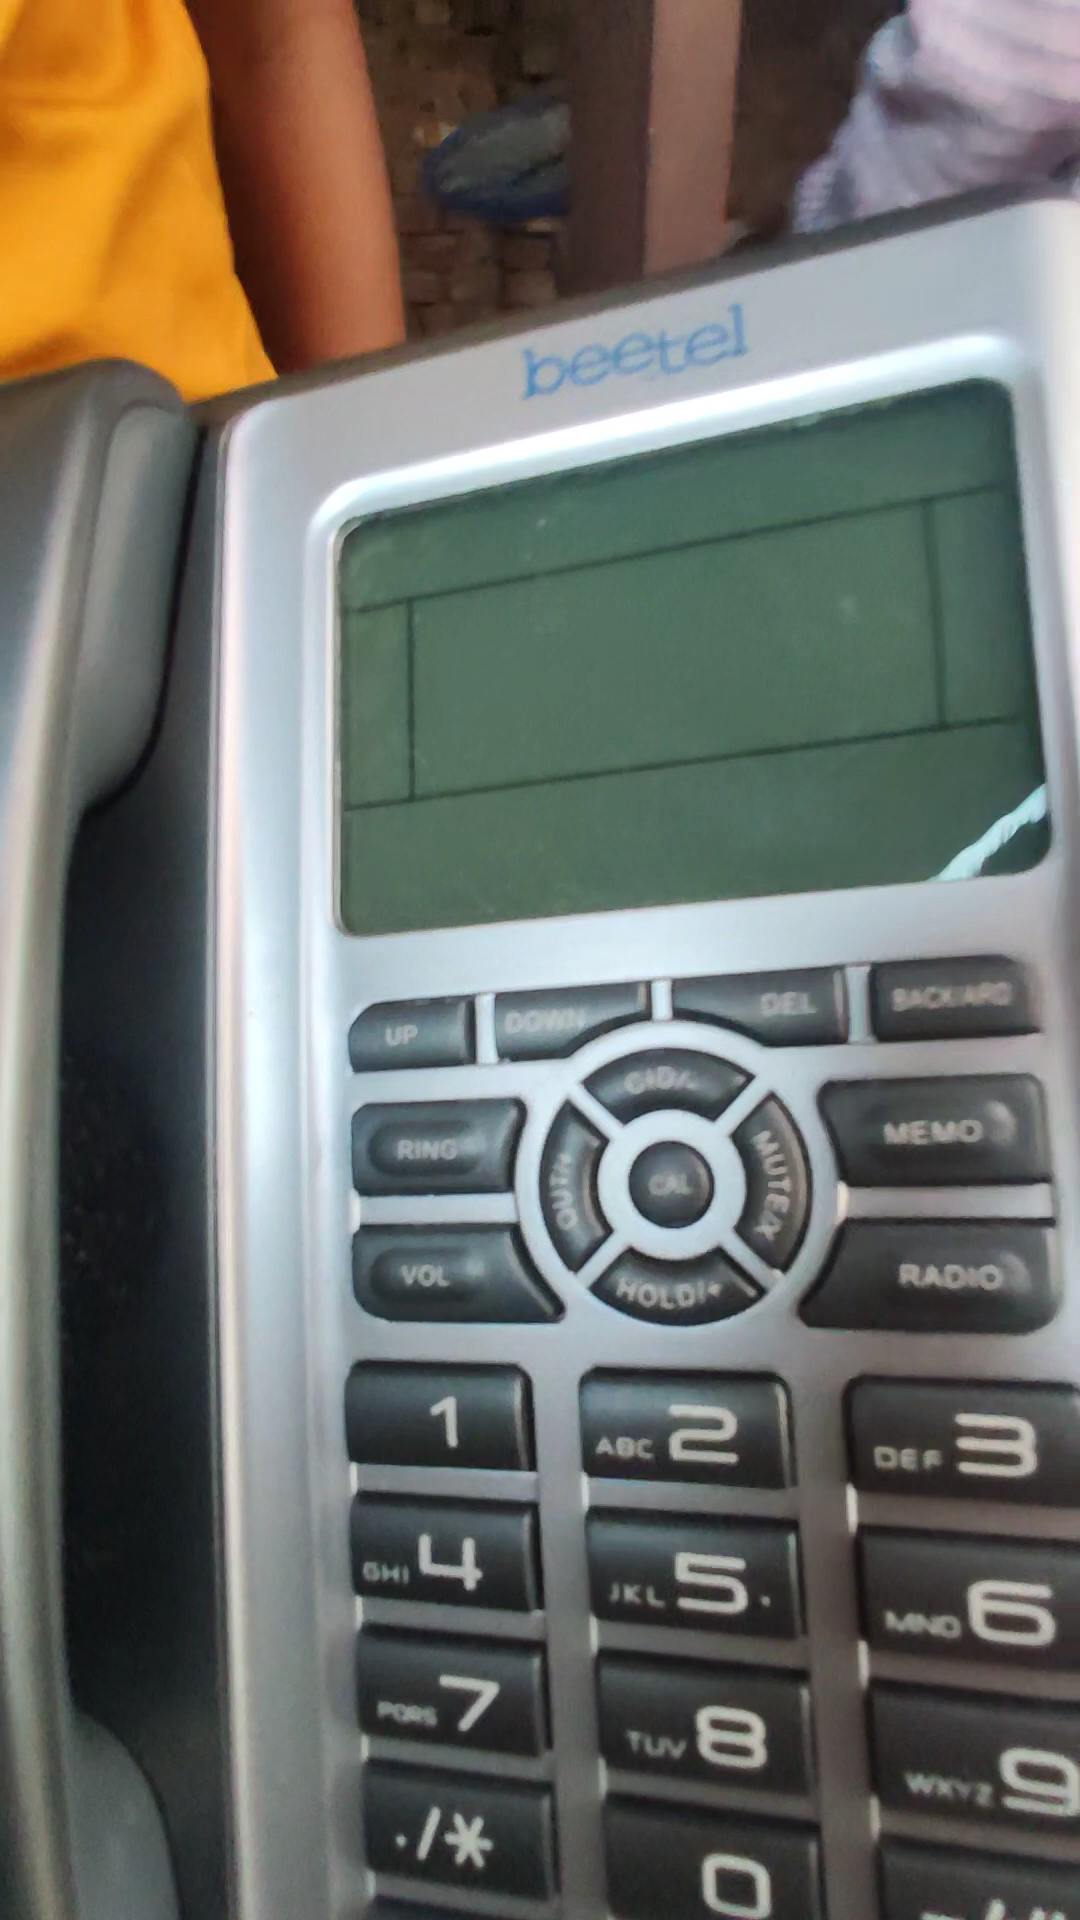 beetel
UP DOWN DEL BACKWARD
CID/-
RING OUT/÷ CAL MUTE/X MEMO
VOL HOLD/+ RADIO
1 ABC 2 DEF 3
GHI 4 JKL 5. MNO 6
PQRS 7 TUV 8 WXYZ 9
./* 0